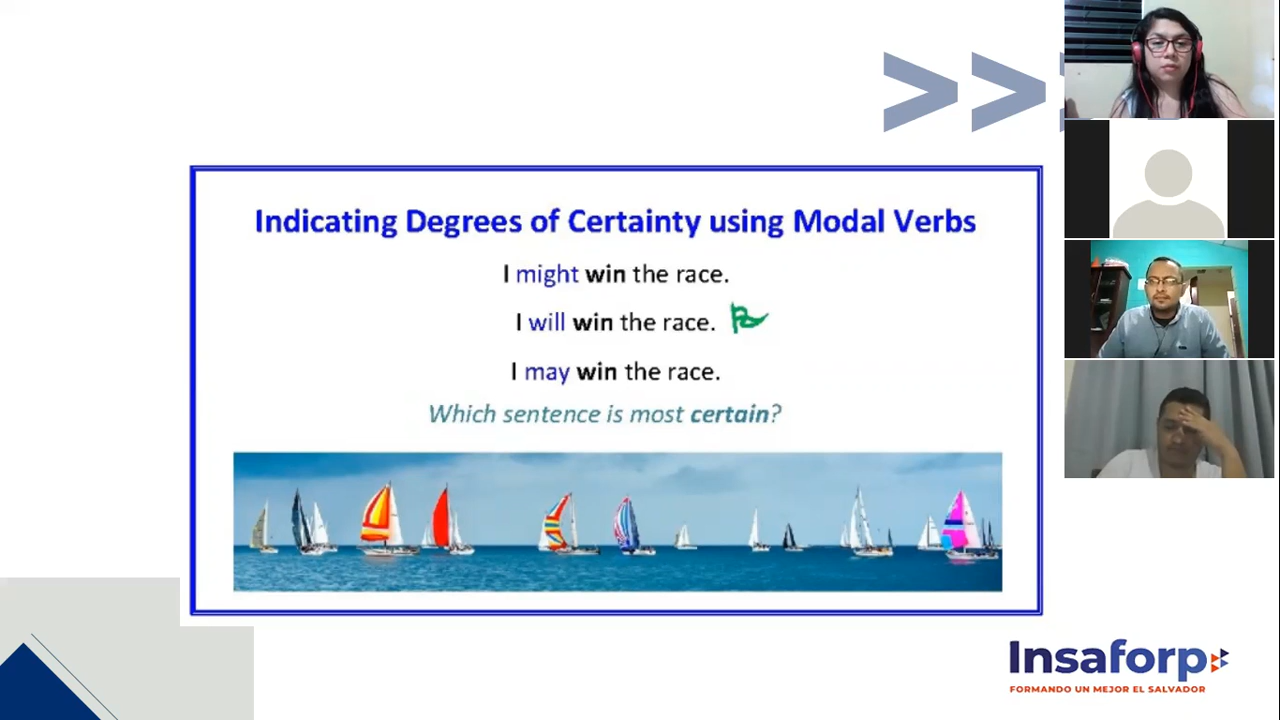 Indicating Degrees of Certainty using Modal Verbs
I might win the race.
I will win the race.
I may win the race.
Which sentence is most certain?
Insaforp
FORMANDO UN MEJOR EL SALVADOR